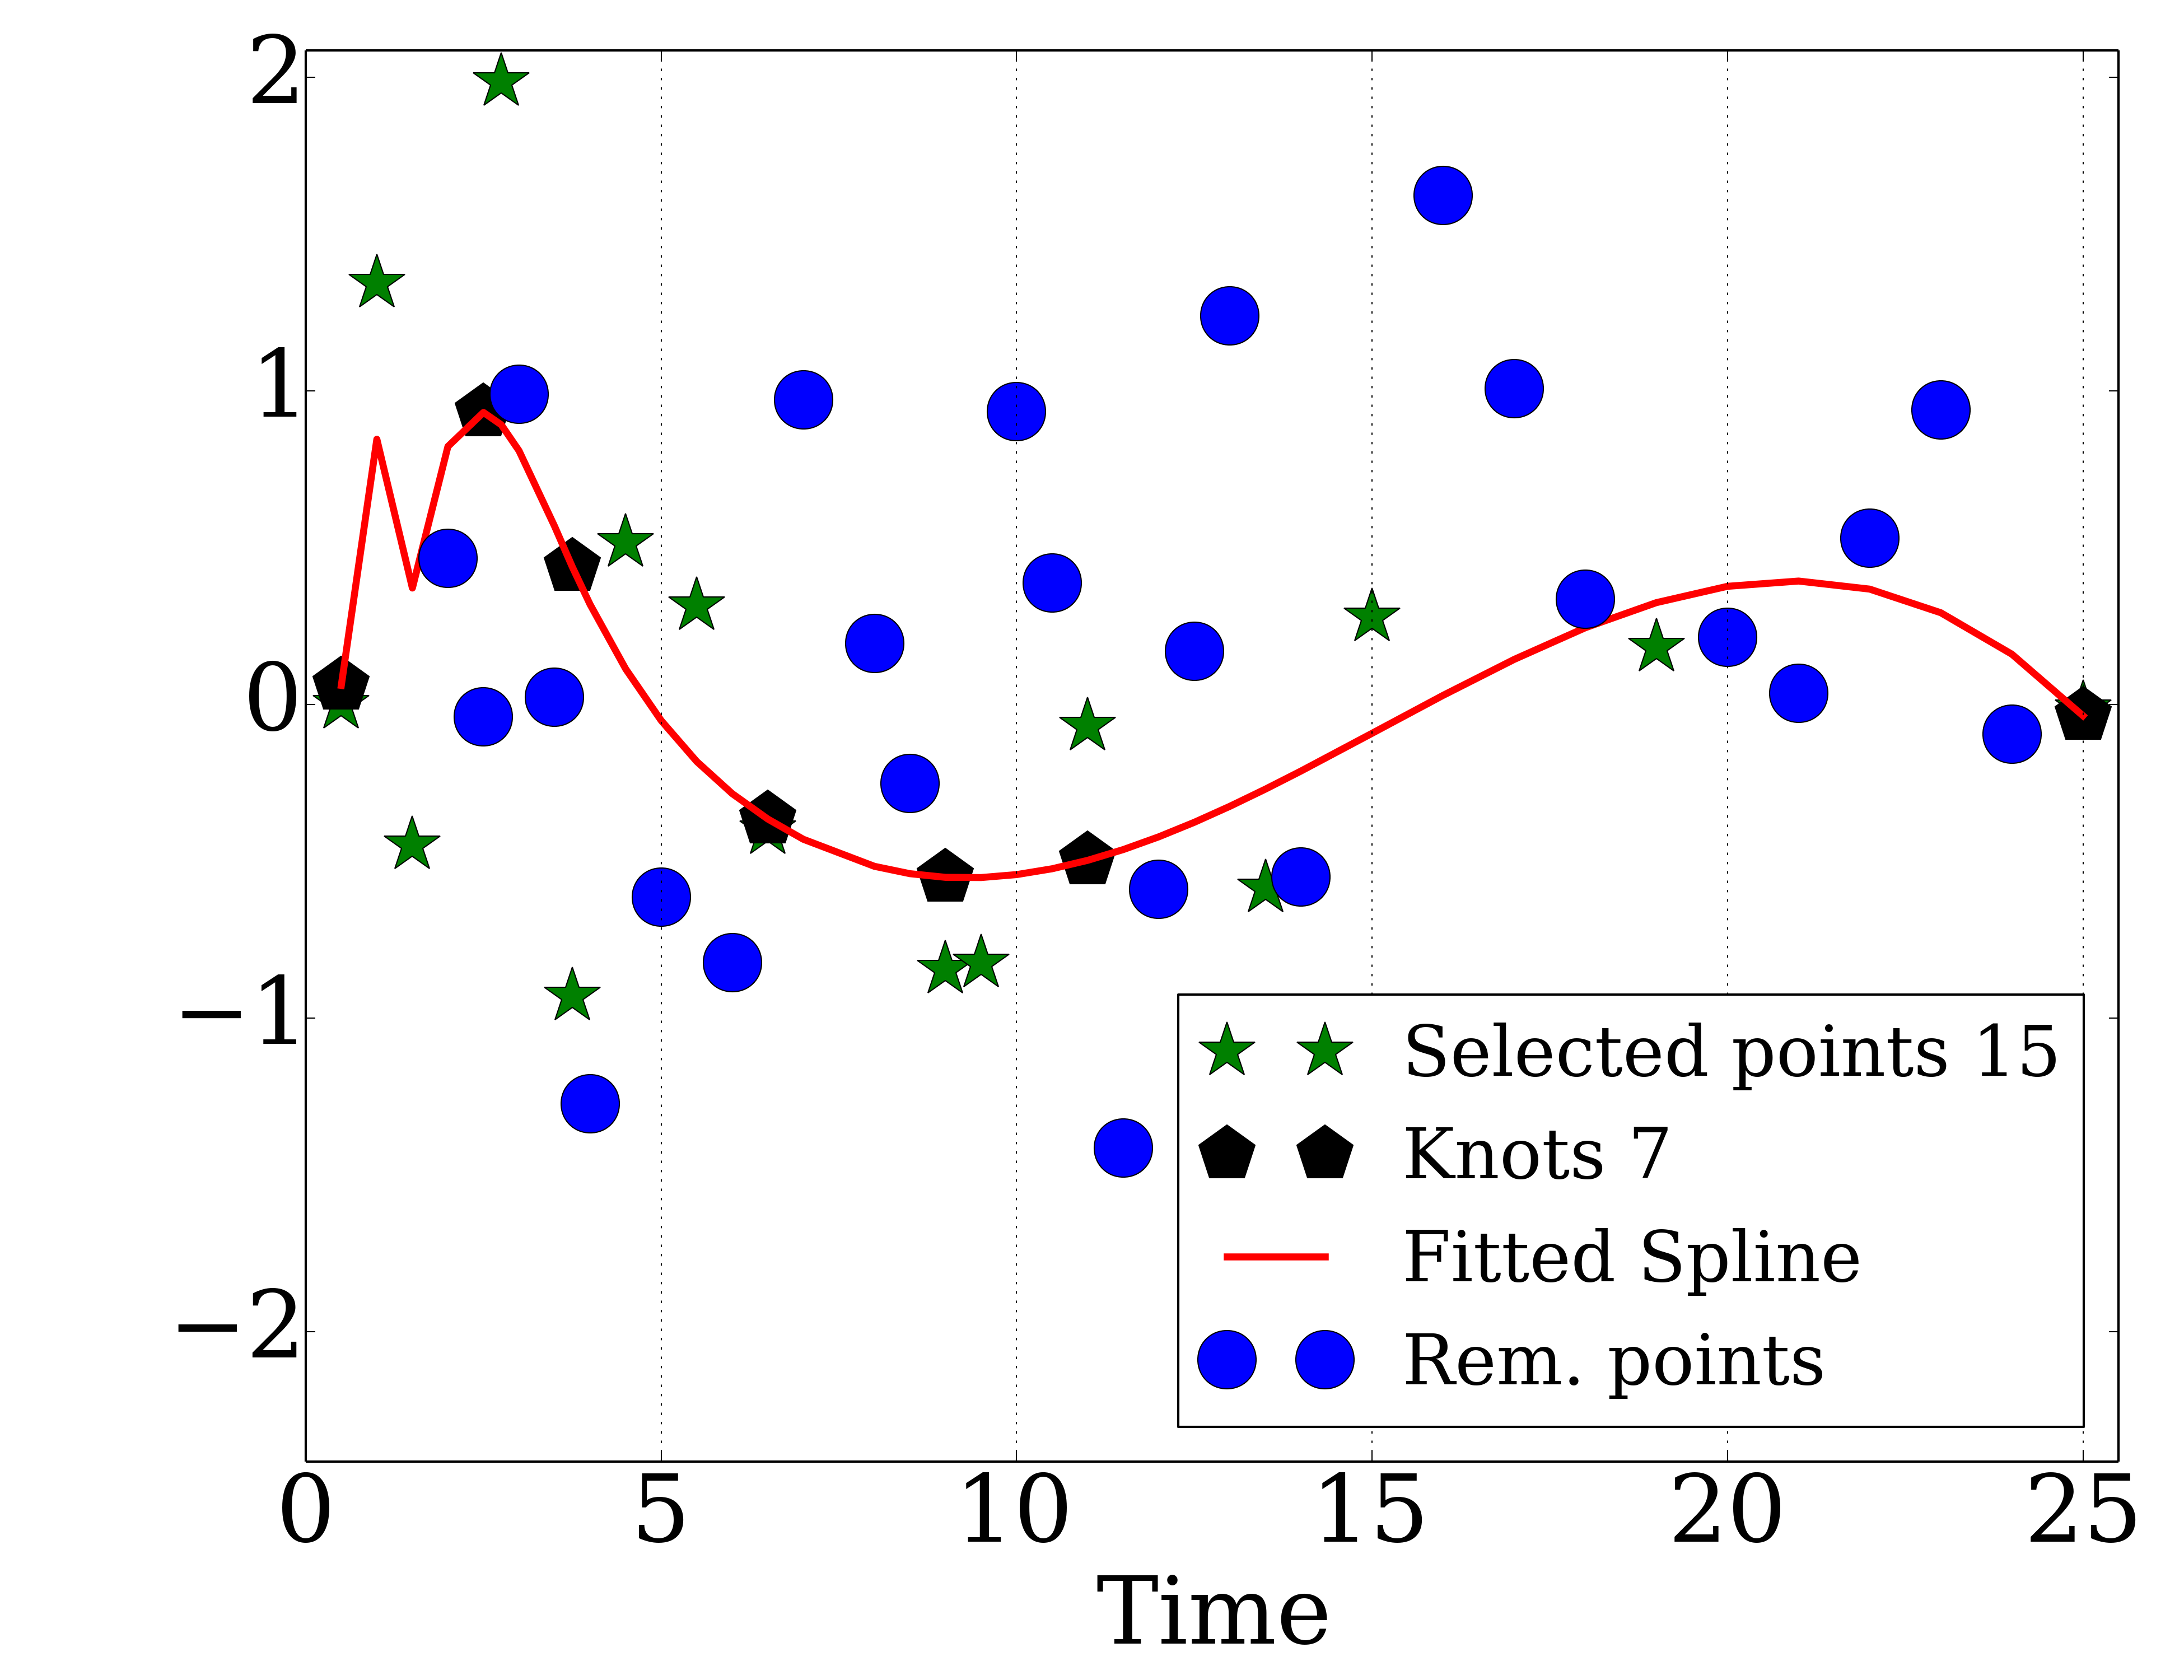 2
1
0
−1
−2
Selected points 15
Knots 7
Fitted Spline
Rem. points
0 5 10 15 20 25
Time